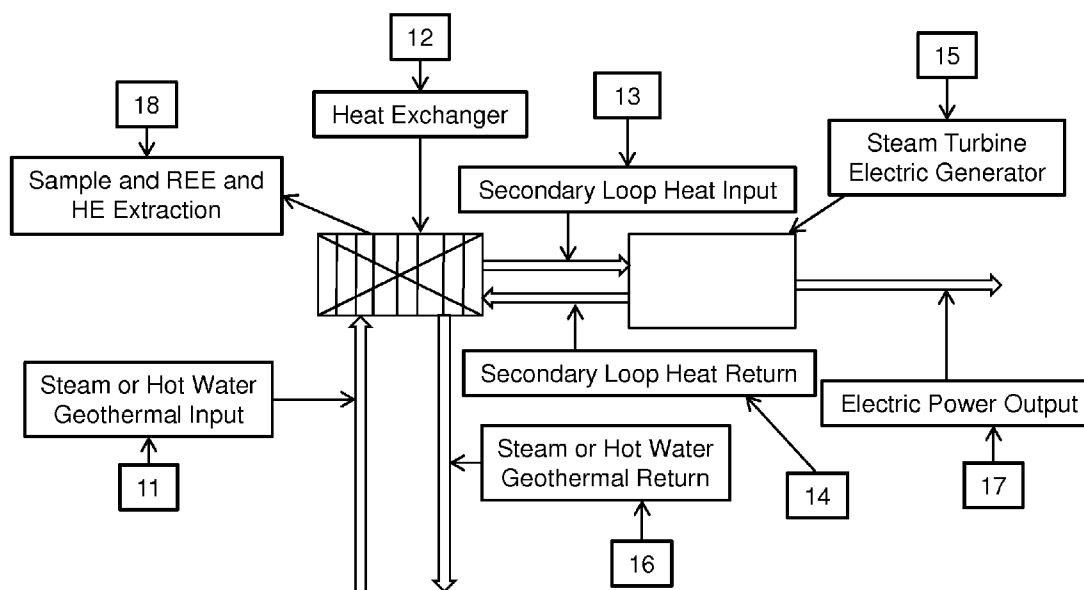 12
15
13
18
Heat Exchanger
Steam Turbine
Electric Generator
Sample and REE and
HE Extraction
Secondary Loop Heat Input
Steam or Hot Water
Geothermal Input
Secondary Loop Heat Return
Electric Power Output
Steam or Hot Water
Geothermal Return
11
14
17
16